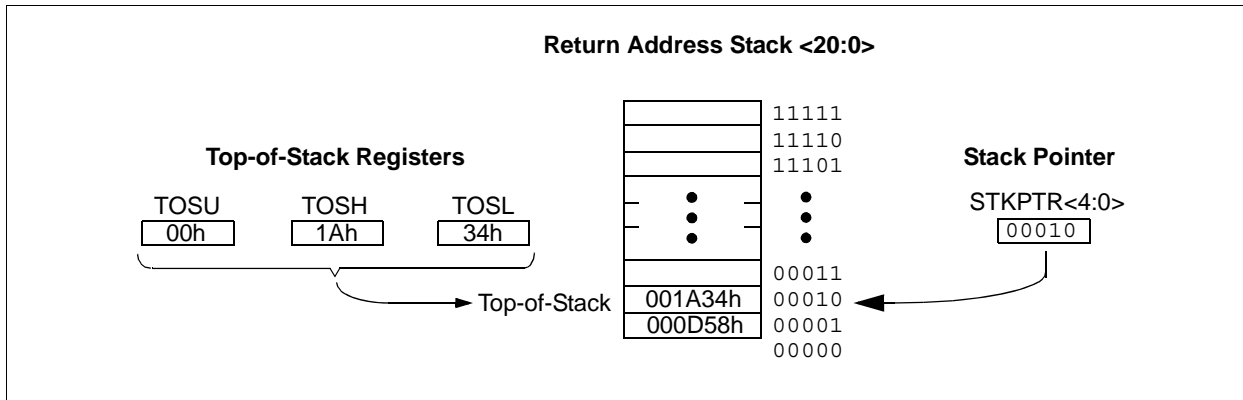 Return Address Stack <20:0>
11111
11110
Top-of-Stack Registers 11101 Stack Pointer
TOSU TOSH TOSL STKPTR<4:0>
00h 1Ah 34h 00010
00011
Top-of-Stack 001A34h 00010
000D58h 00001
00000